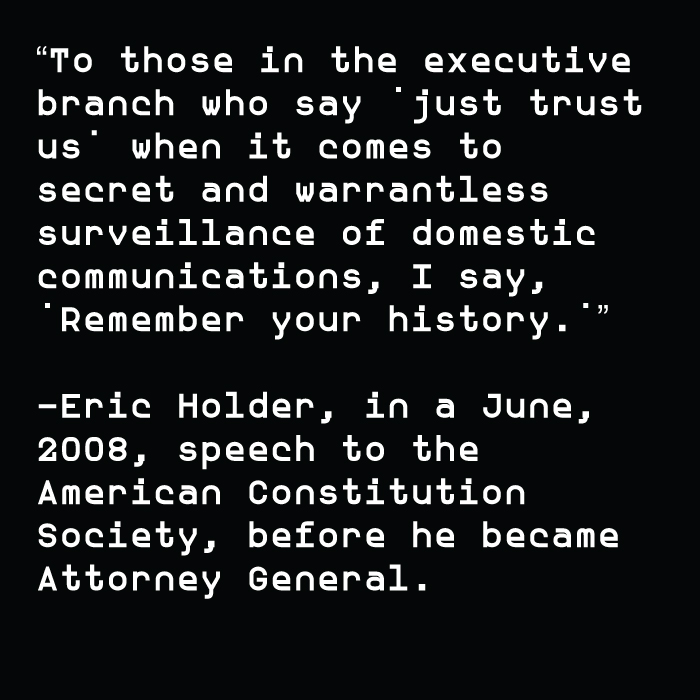 “To those in the executive
branch who say ˙just trust
us˙ when it comes to
secret and warrantless
surveillance of domestic
communications, I say,
˙Remember your history.˙”
—Eric Holder, in a June,
2008, speech to the
American Constitution
Society, before he became
Attorney General.